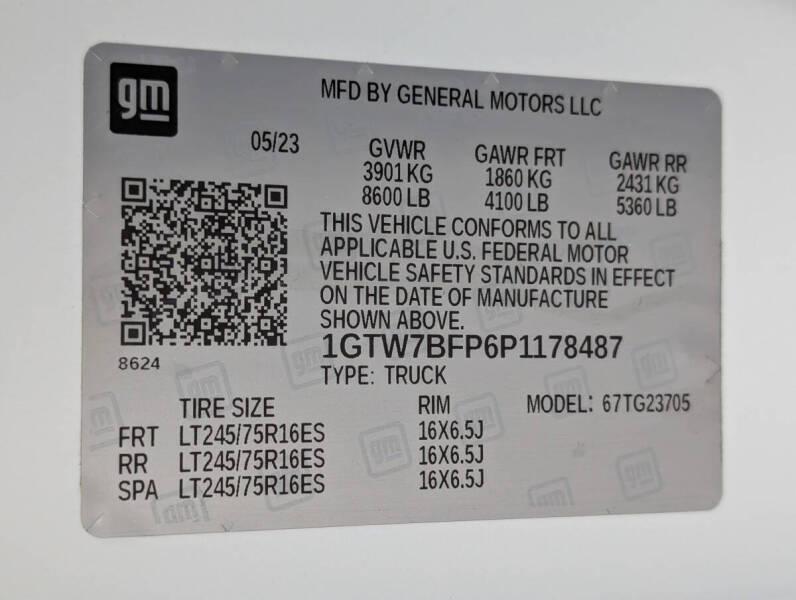 gm
MFD BY GENERAL MOTORS LLC
05/23 GVWR GAWR FRT GAWR RR
3901 KG 1860 KG 2431 KG
8600 LB 4100 LB 5360 LB
THIS VEHICLE CONFORMS TO ALL
APPLICABLE U.S. FEDERAL MOTOR
VEHICLE SAFETY STANDARDS IN EFFECT
ON THE DATE OF MANUFACTURE
SHOWN ABOVE.
1GTW7BFP6P1178487
8624
TYPE: TRUCK
TIRE SIZE RIM MODEL: 67TG23705
FRT LT245/75R16ES 16X6.5J
RR LT245/75R16ES 16X6.5J
SPA LT245/75R16ES 16X6.5J